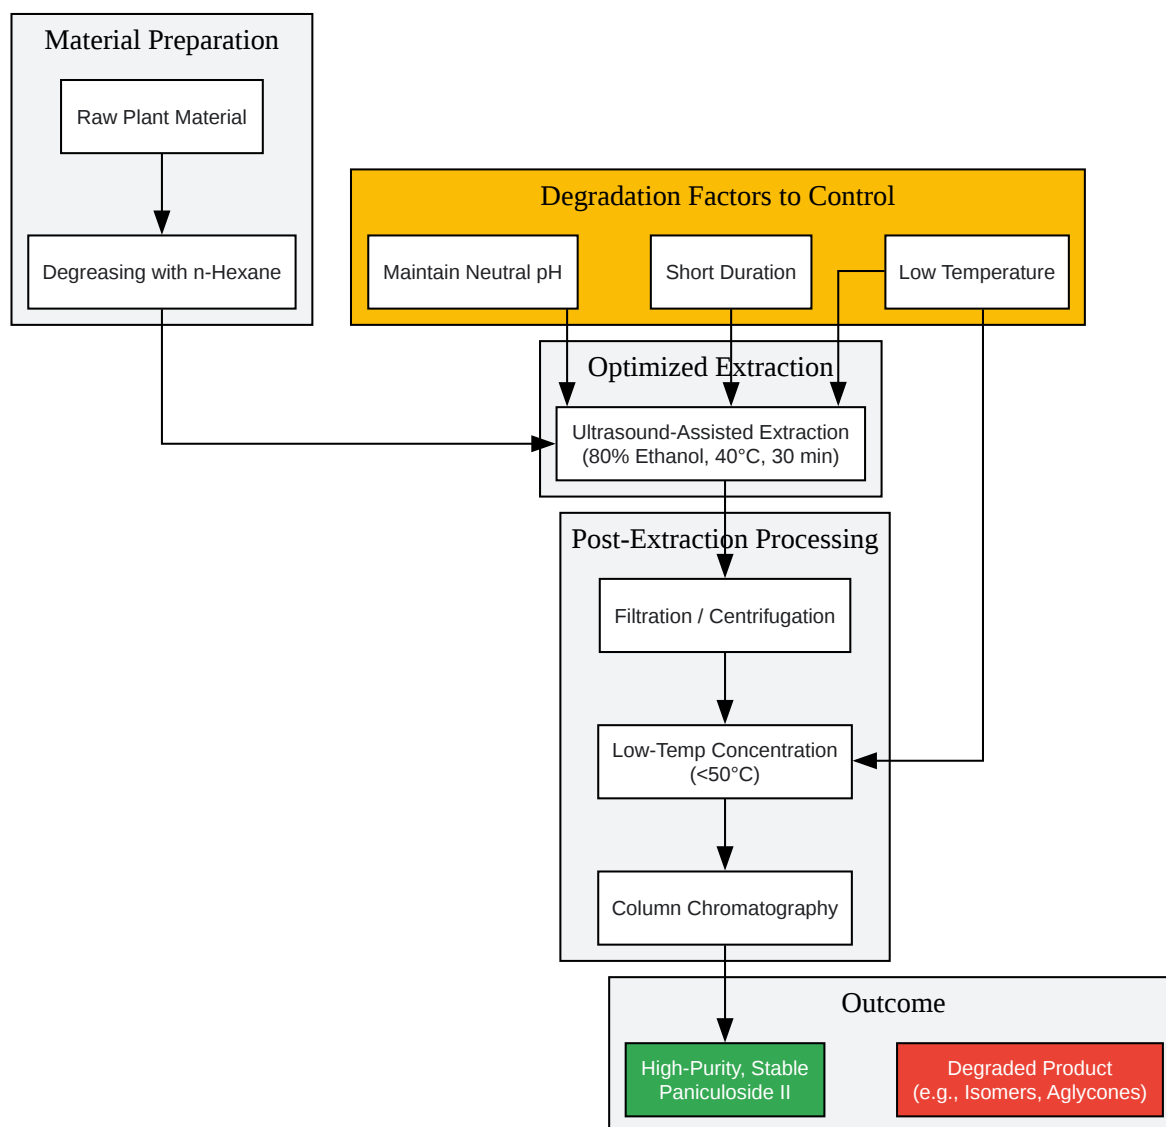 Material Preparation
Raw Plant Material
Degreasing with n-Hexane
Degradation Factors to Control
Maintain Neutral pH
Short Duration
Low Temperature
Optimized Extraction
Ultrasound-Assisted Extraction
(80% Ethanol, 40°C, 30 min)
Post-Extraction Processing
Filtration / Centrifugation
Low-Temp Concentration
(<50°C)
Column Chromatography
Outcome
High-Purity, Stable
Paniculoside II
Degraded Product
(e.g., Isomers, Aglycones)